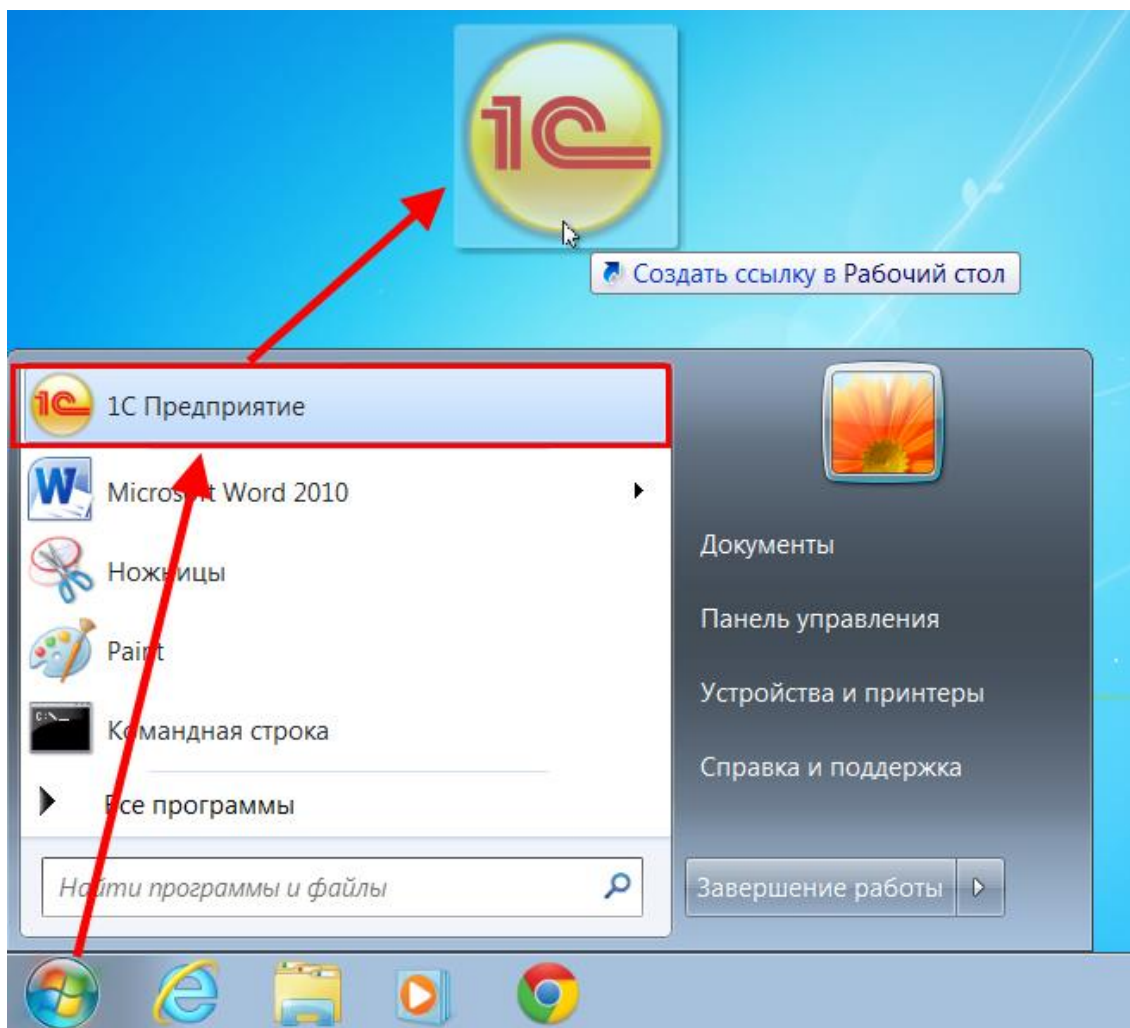 1С
Создать ссылку в Рабочий стол
1С
1С Предприятие
W
Microsoft Word 2010
Ножницы
Paint
C:\_
Командная строка
Все программы
Найти программы и файлы
Документы
Панель управления
Устройства и принтеры
Справка и поддержка
Завершение работы